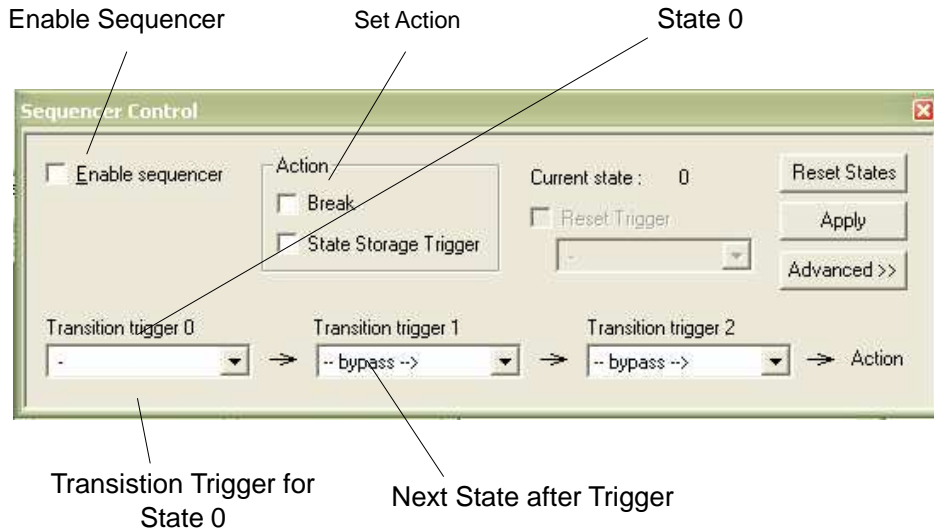 Enable Sequencer
Set Action
State 0
Sequencer Control
Enable sequencer
Action
Break
State Storage Trigger
Current state : 0
Reset Trigger
-
Reset States
Apply
Advanced >>
Transition trigger 0
Transition trigger 1
Transition trigger 2
-
-- bypass -->
-- bypass -->
Action
Transistion Trigger for
State 0
Next State after Trigger